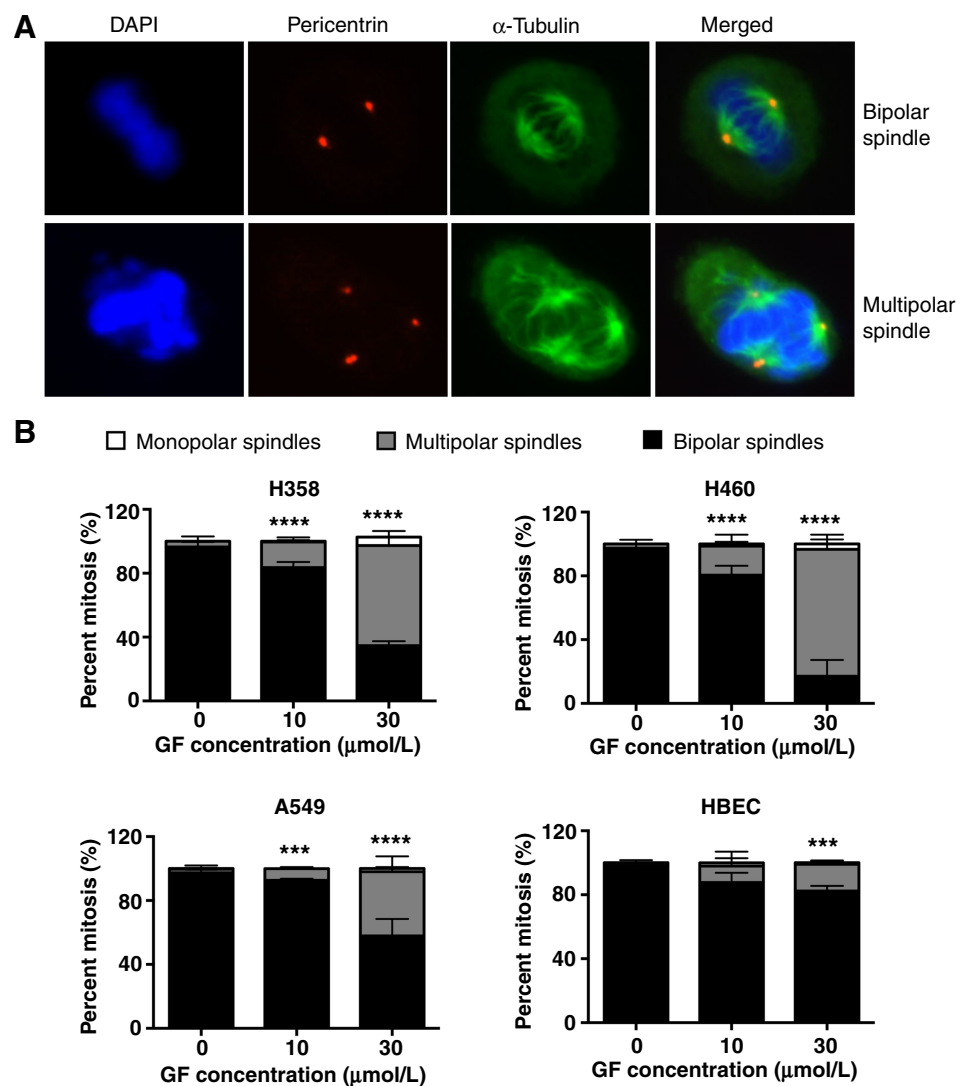 A
DAPI Pericentrin α-Tubulin Merged
Bipolar
spindle
Multipolar
spindle
B
Monopolar spindles Multipolar spindles Bipolar spindles
H358
Percent mitosis (%)
120
80
40
0
**** ****
0 10 30
GF concentration (μmol/L)
H460
Percent mitosis (%)
120
80
40
0
**** ****
0 10 30
GF concentration (μmol/L)
A549
Percent mitosis (%)
120
80
40
0
*** ****
0 10 30
GF concentration (μmol/L)
HBEC
Percent mitosis (%)
120
80
40
0
***
0 10 30
GF concentration (μmol/L)